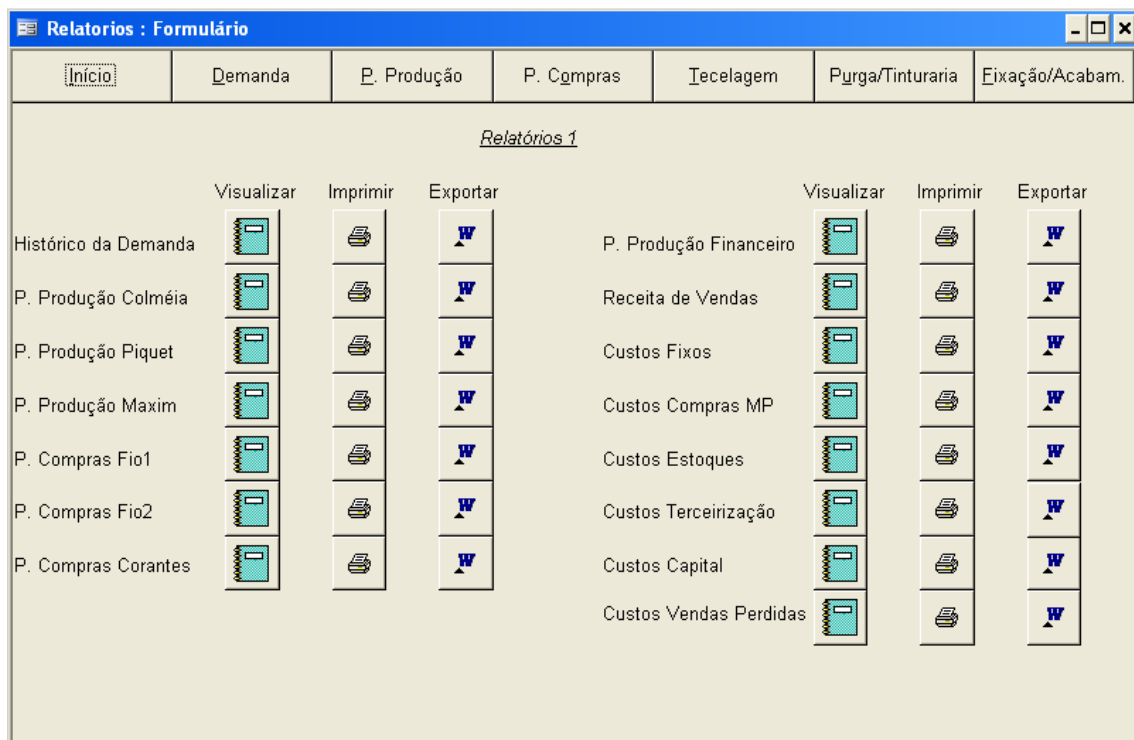 Relatorios : Formulário
Início Demanda P. Produção P. Compras Tecelagem Purga/Tinturaria Fixação/Acabam.
Relatórios 1
Visualizar Imprimir Exportar Visualizar Imprimir Exportar
Histórico da Demanda W P. Produção Financeiro W
P. Produção Colméia W Receita de Vendas W
P. Produção Piquet W Custos Fixos W
P. Produção Maxim W Custos Compras MP W
P. Compras Fio1 W Custos Estoques W
P. Compras Fio2 W Custos Terceirização W
P. Compras Corantes W Custos Capital W
Custos Vendas Perdidas W